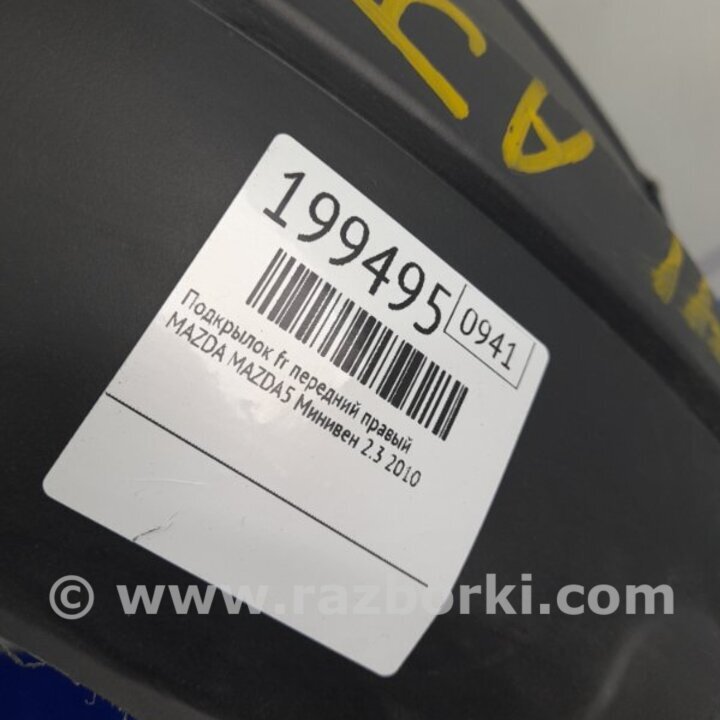 199495
0941
Подкрылок fr передний правый
MAZDA MAZDA5 Минивен 2.3 2010
© www.razborki.com